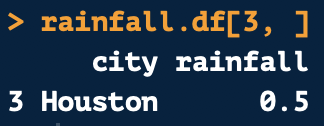 > rainfall.df[3, ]
city rainfall
3 Houston 0.5